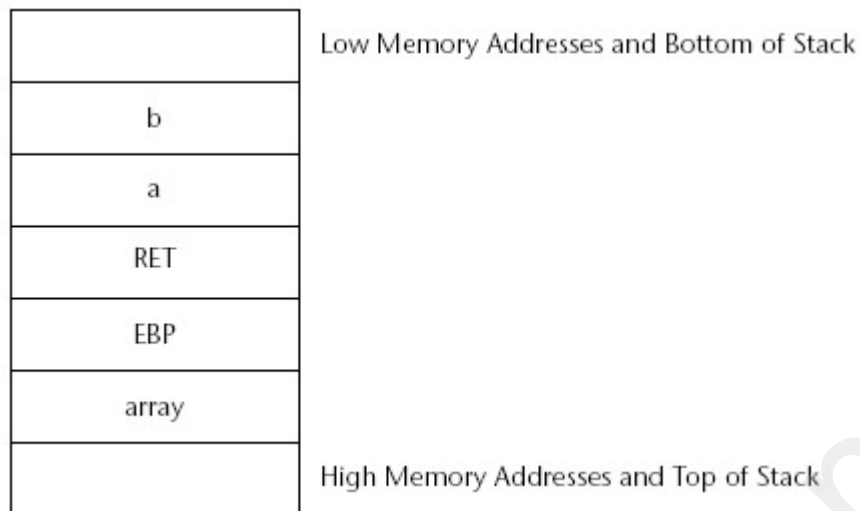 Low Memory Addresses and Bottom of Stack
b
a
RET
EBP
array
High Memory Addresses and Top of Stack